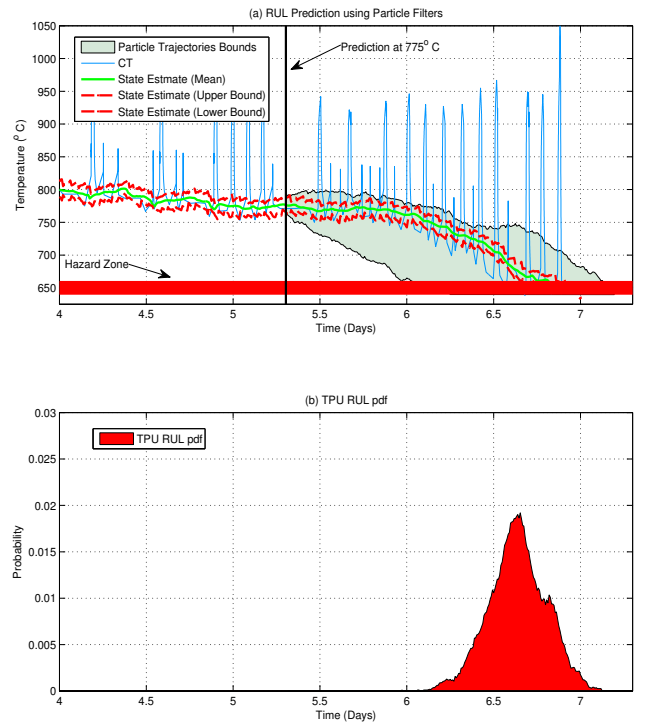 (a) RUL Prediction using Particle Filters
1050
1000
950
900
850
800
750
700
650
Temperature (° C)
Particle Trajectories Bounds
CT
State Estmate (Mean)
State Estimate (Upper Bound)
State Estimate (Lower Bound)
Prediction at 775° C
Hazard Zone
4 4.5 5 5.5 6 6.5 7
Time (Days)
(b) TPU RUL pdf
0.03
0.025
0.02
0.015
0.01
0.005
0
Probability
TPU RUL pdf
4 4.5 5 5.5 6 6.5 7
Time (Days)